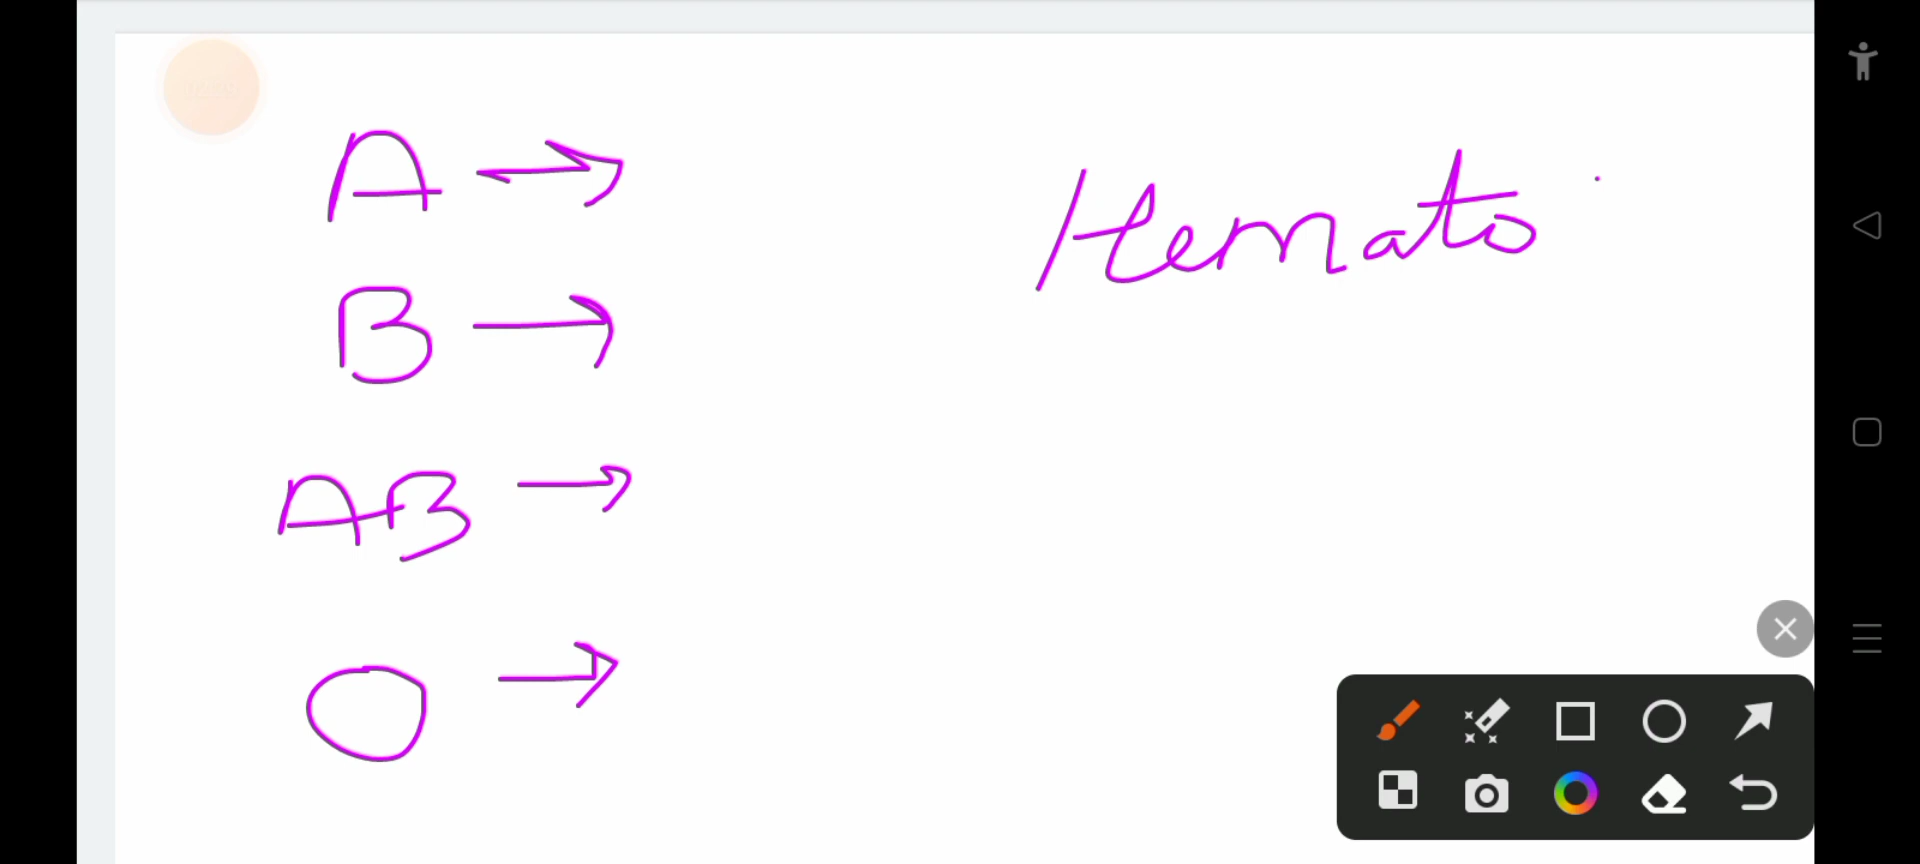 A →
Hemato
B →
AB →
O →